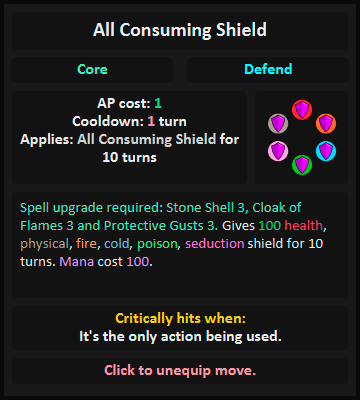 All Consuming Shield
Core
Defend
AP cost: 1
Cooldown: 1 turn
Applies: All Consuming Shield for
10 turns
Spell upgrade required: Stone Shell 3, Cloak of
Flames 3 and Protective Gusts 3. Gives 100 health,
physical, fire, cold, poison, seduction shield for 10
turns. Mana cost 100.
Critically hits when:
It's the only action being used.
Click to unequip move.